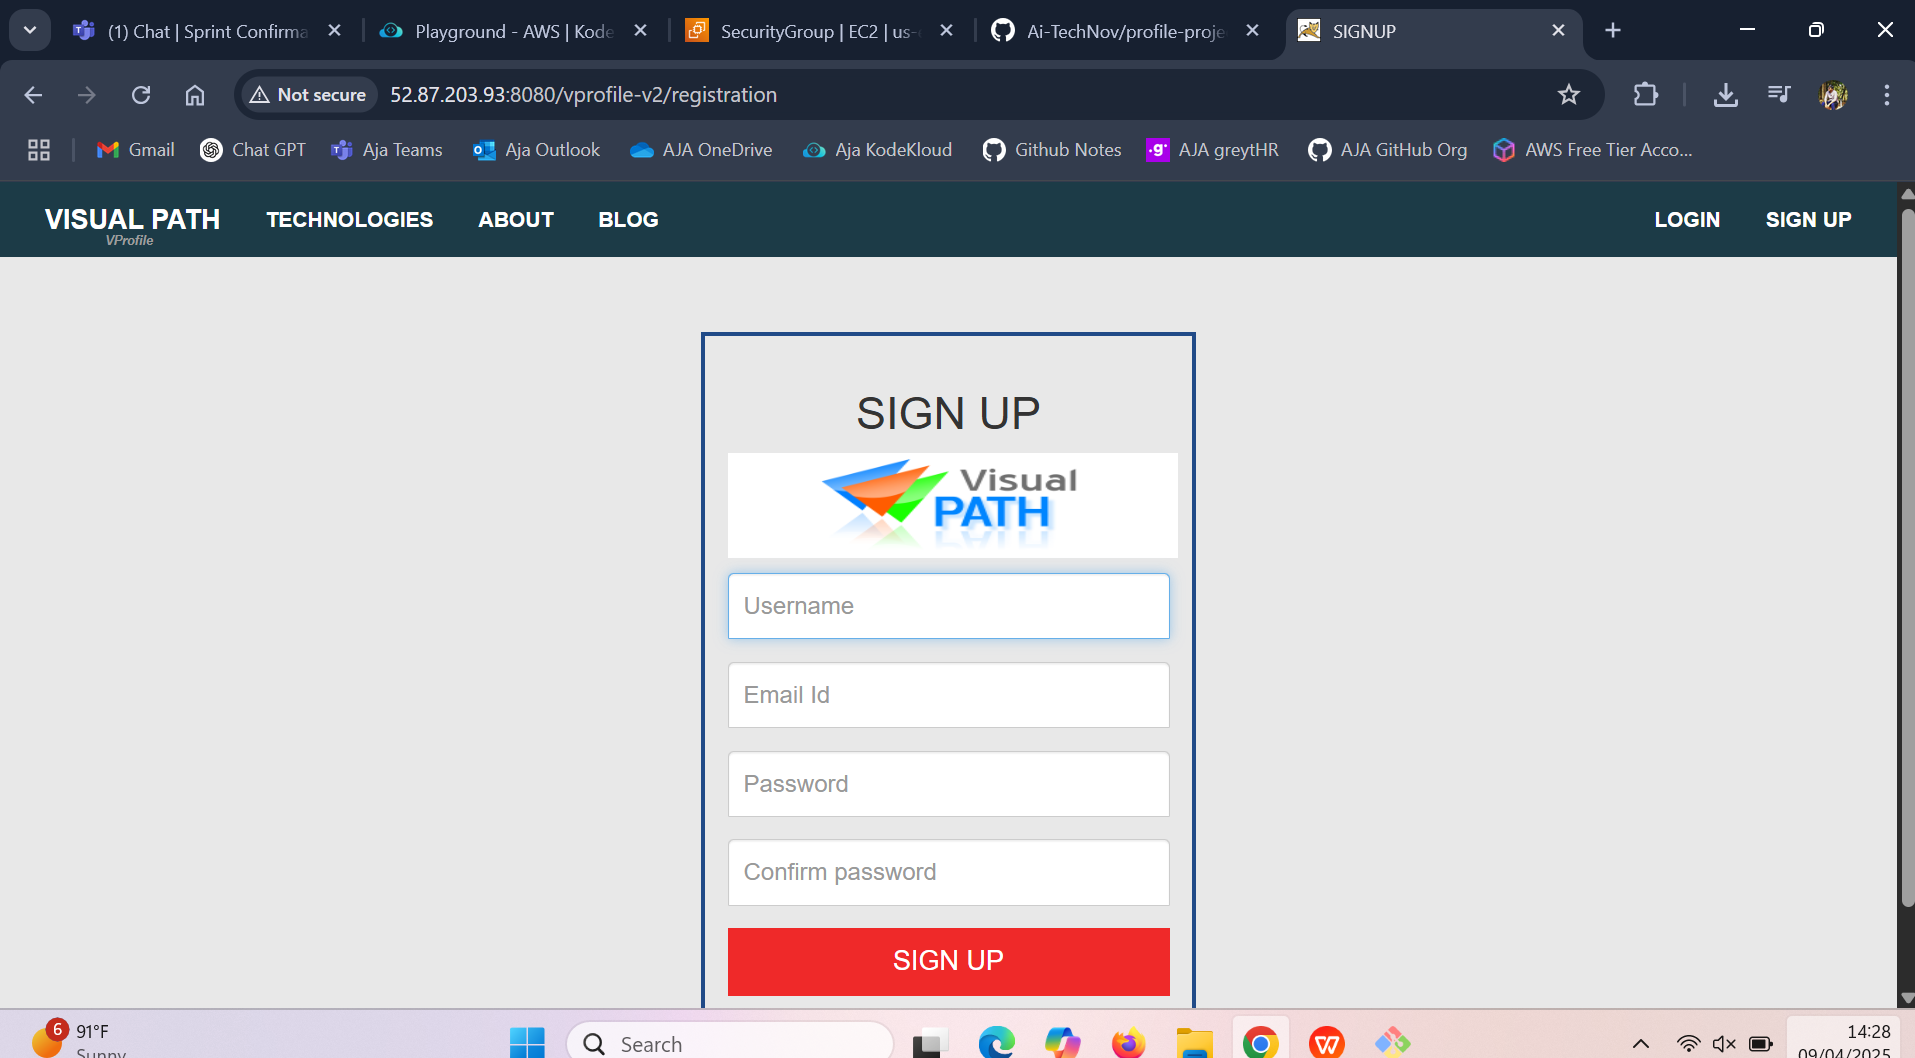 (1) Chat | Sprint Confirma
Playground - AWS | Kode
SecurityGroup | EC2 | us-
Ai-TechNov/profile-proje
SIGNUP
Not secure
52.87.203.93:8080/vprofile-v2/registration
Gmail
Chat GPT
Aja Teams
Aja Outlook
AJA OneDrive
Aja KodeKloud
Github Notes
.g'
AJA greytHR
AJA GitHub Org
AWS Free Tier Acco...
VISUAL PATH
VProfile
TECHNOLOGIES
ABOUT
BLOG
LOGIN
SIGN UP
SIGN UP
Visual
PATH
Username
Email Id
Password
Confirm password
SIGN UP
6
91°F
Sunny
Search
14:28
09/04/2025